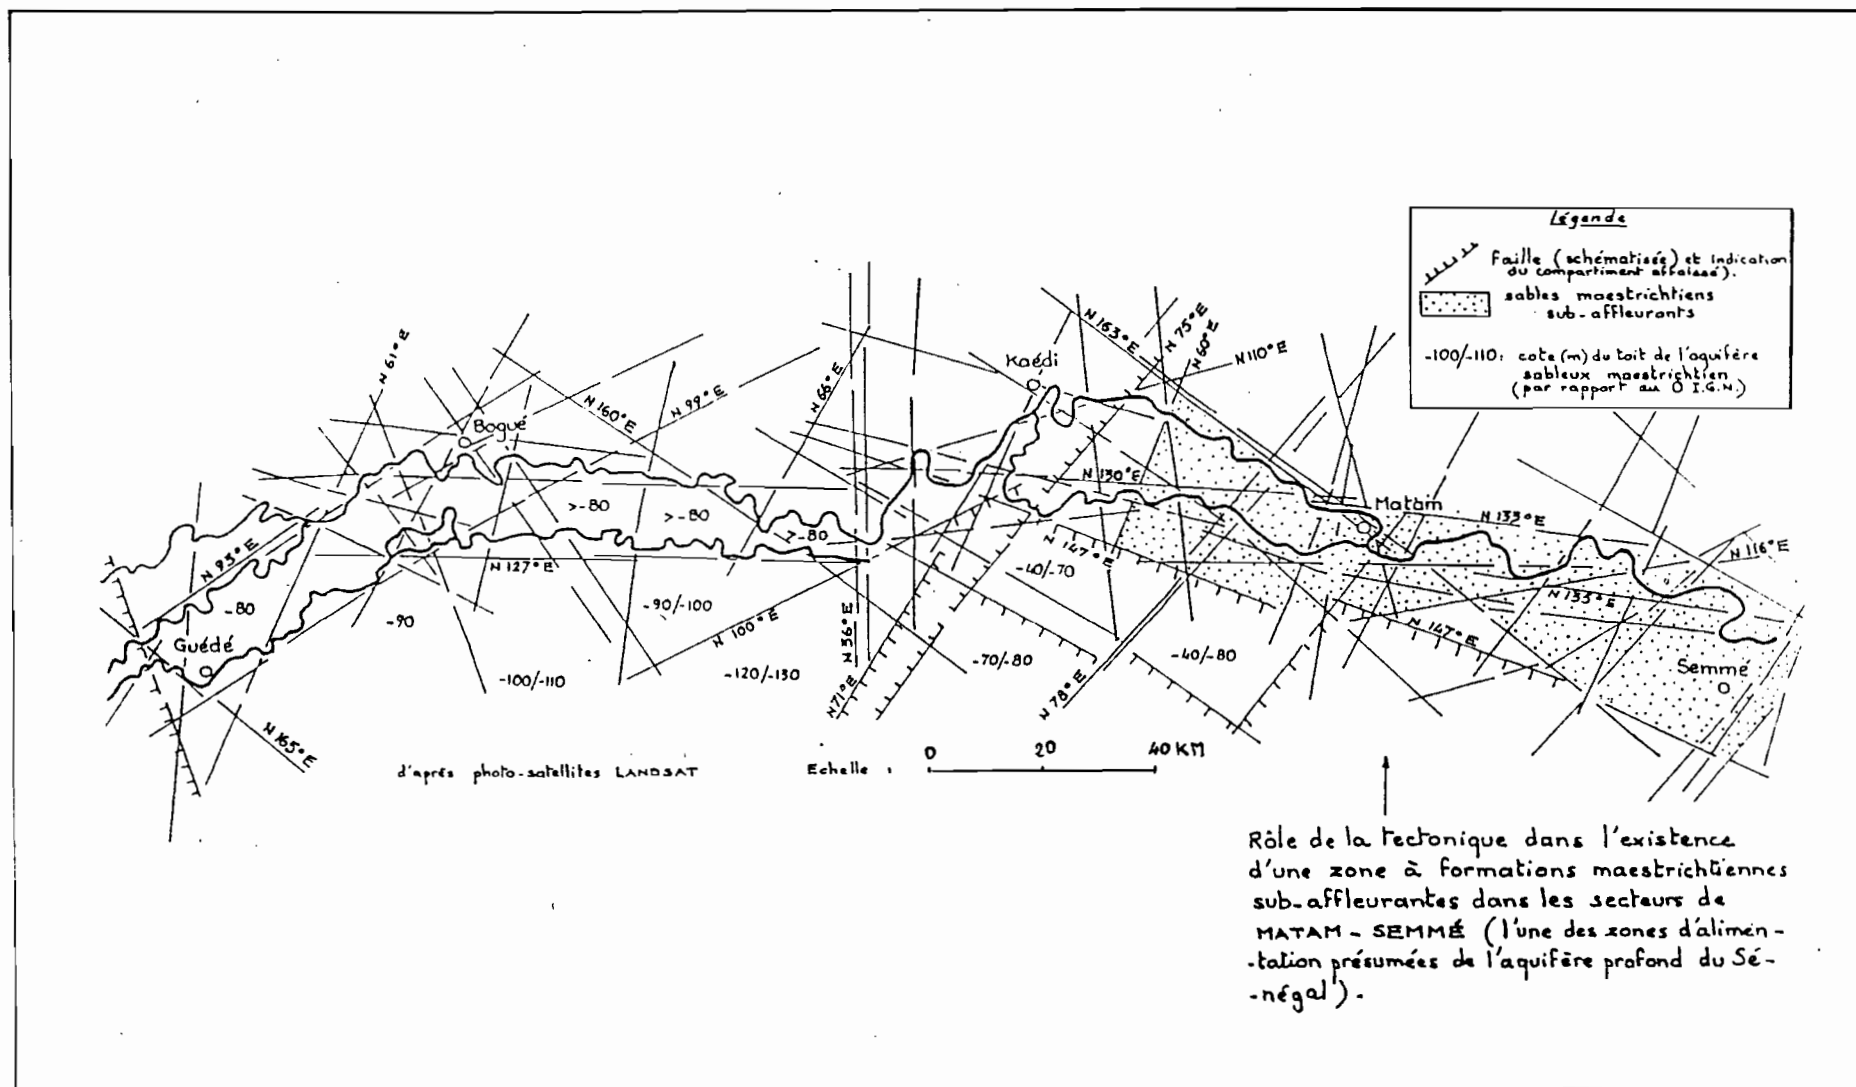 Légende
faille (schématisée) et indication
du compartiment affaissé).
sables maestrichtiens
sub-affleurants
-100/-110: cote (m) du toit de l'aquifère
sableux maestrichtien
(par rapport au 0 I.G.N.)
N 61°E
N 160°E
N 99°E
N 66°E
Kaédi
N 163°E
N 75°E
N 60°E
N 110°E
Bogué
N 130°E
Matam
N 133°E
N 116°E
>-80
>-80
>-80
N 93°E
N 127°E
N 147°E
-40/-70
-80
-90
-90/-100
N 100°E
N 56°E
N 133°E
N 147°E
Guédé
-100/-110
-120/-130
N 71°E
-70/-80
N 78°E
-40/-80
Semmé
N 165°E
d'après photo-satellites LANDSAT
Echelle :
0 20 40 KM
Rôle de la tectonique dans l'existence
d'une zone à formations maestrichtiennes
sub-affleurantes dans les secteurs de
MATAM - SEMMÉ (l'une des zones d'alimen-
-tation présumées de l'aquifère profond du Sé-
-négal).